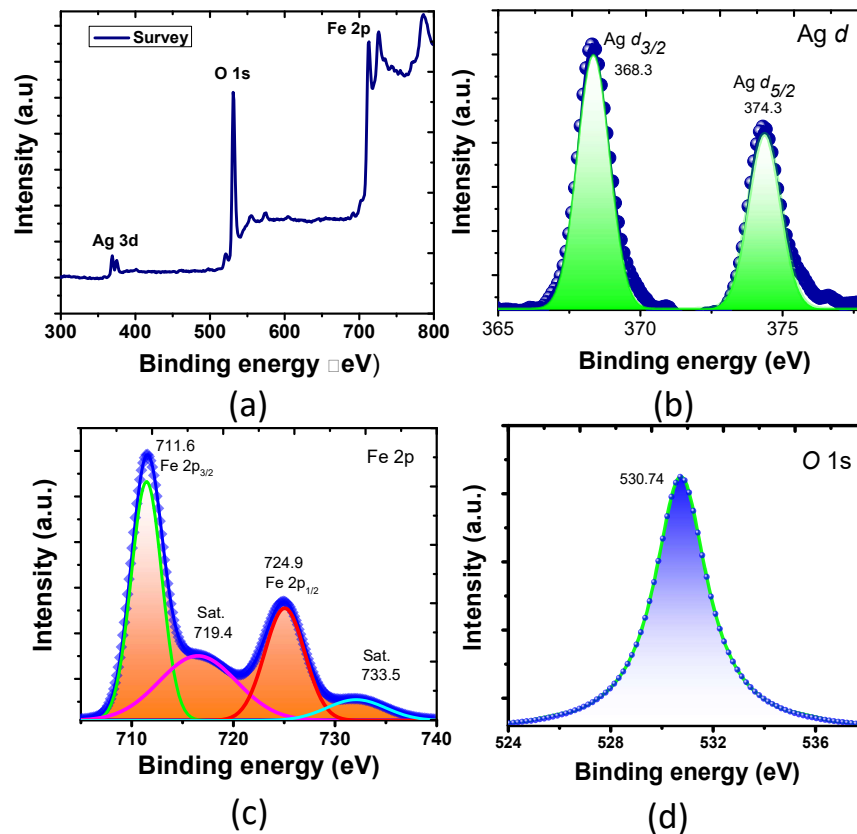 Survey
Fe 2p
O 1s
Ag 3d
Intensity (a.u)
300 400 500 600 700 800
Binding energy □eV)
(a)
Ag d
Ag d3/2
368.3
Ag d5/2
374.3
Intensity (a.u.)
365 370 375
Binding energy (eV)
(b)
Fe 2p
711.6
Fe 2p3/2
724.9
Fe 2p1/2
Sat.
719.4
Sat.
733.5
Intensity (a.u.)
710 720 730 740
Binding energy (eV)
(c)
O 1s
530.74
Intensity (a.u.)
524 528 532 536
Binding energy (eV)
(d)